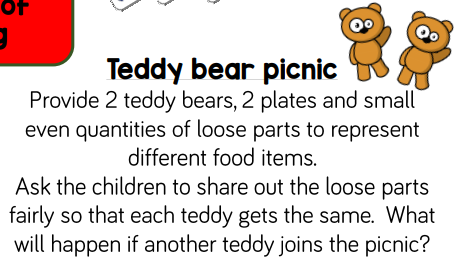 of
g
Teddy bear picnic
Provide 2 teddy bears, 2 plates and small
even quantities of loose parts to represent
different food items.
Ask the children to share out the loose parts
fairly so that each teddy gets the same.  What
will happen if another teddy joins the picnic?